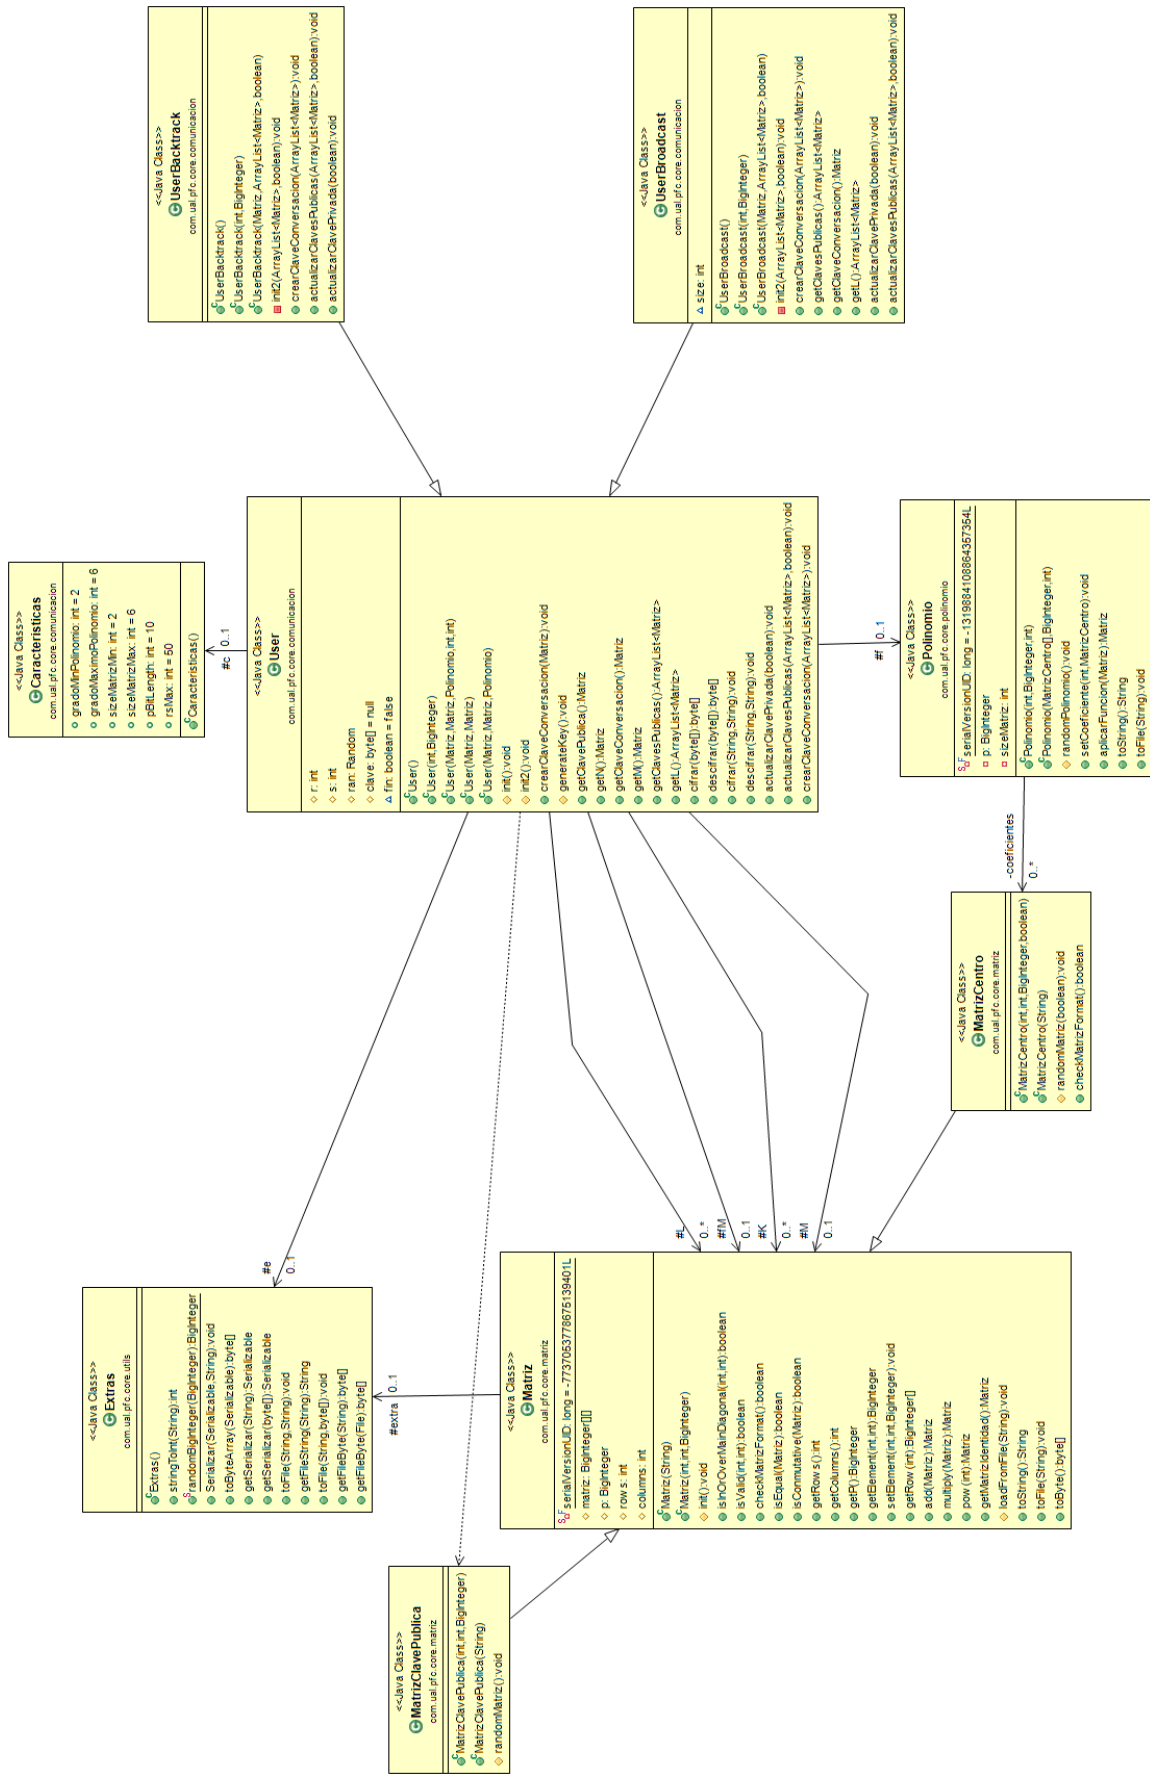 <<Java Class>>
UserBacktrack
com.ual.pfc.core.comunicacion
UserBacktrack()
UserBacktrack(int,BigInteger)
UserBacktrack(Matriz,ArrayList<Matriz>,boolean)
init2(ArrayList<Matriz>,boolean):void
crearClaveConversacion(ArrayList<Matriz>):void
actualizarClavesPublicas(ArrayList<Matriz>,boolean):void
actualizarClavePrivada(boolean):void
<<Java Class>>
UserBroadcast
com.ual.pfc.core.comunicacion
size: int
UserBroadcast()
UserBroadcast(int,BigInteger)
UserBroadcast(Matriz,ArrayList<Matriz>,boolean)
init2(ArrayList<Matriz>,boolean):void
crearClaveConversacion(ArrayList<Matriz>):void
getClavesPublicas():ArrayList<Matriz>
getClaveConversacion():Matriz
getL():ArrayList<Matriz>
actualizarClavePrivada(boolean):void
actualizarClavesPublicas(ArrayList<Matriz>,boolean):void
<<Java Class>>
Caracteristicas
com.ual.pfc.core.comunicacion
gradoMinPolinomio: int = 2
gradoMaximoPolinomio: int = 6
sizeMatrizMin: int = 2
sizeMatrizMax: int = 6
pBitLength: int = 10
rsMax: int = 50
Caracteristicas()
#c 0..1
<<Java Class>>
User
com.ual.pfc.core.comunicacion
r: int
s: int
ran: Random
clave: byte[] = null
fin: boolean = false
User()
User(int,BigInteger)
User(Matriz,Matriz,Polinomio,int,int)
User(Matriz,Matriz)
User(Matriz,Matriz,Polinomio)
init():void
init2():void
crearClaveConversacion(Matriz):void
generateKey():void
getClavePublica():Matriz
getN():Matriz
getClaveConversacion():Matriz
getM():Matriz
getClavesPublicas():ArrayList<Matriz>
getL():ArrayList<Matriz>
cifrar(byte[]):byte[]
descifrar(byte[]):byte[]
cifrar(String,String):void
descifrar(String,String):void
actualizarClavePrivada(boolean):void
actualizarClavesPublicas(ArrayList<Matriz>,boolean):void
crearClaveConversacion(ArrayList<Matriz>):void
#f 0..1
<<Java Class>>
Polinomio
com.ual.pfc.core.polinomio
serialVersionUID: long = -1319884108864357354L
p: BigInteger
sizeMatriz: int
Polinomio(int,BigInteger,int)
Polinomio(MatrizCentro[],BigInteger,int)
randomPolinomio():void
setCoeficiente(int,MatrizCentro):void
aplicarFuncion(Matriz):Matriz
toString():String
toFile(String):void
-coeficientes
0..*
<<Java Class>>
MatrizCentro
com.ual.pfc.core.matriz
MatrizCentro(int,int,BigInteger,boolean)
MatrizCentro(String)
randomMatriz(boolean):void
checkMatrizFormat():boolean
<<Java Class>>
Extras
com.ual.pfc.core.utils
Extras()
stringToInt(String):int
randomBigInteger(BigInteger):BigInteger
Serializar(Serializable,String):void
toByteArray(Serializable):byte[]
getSerializar(String):Serializable
getSerializar(byte[]):Serializable
toFile(String,String):void
getFileString(String):String
toFile(String,byte[]):void
getFileByte(String):byte[]
getFileByte(File):byte[]
#e
0..1
#extra 0..1
#L
0..*
#fM
0..1
#K
0..*
#M
0..1
<<Java Class>>
Matriz
com.ual.pfc.core.matriz
serialVersionUID: long = -7737053778675139401L
matriz: BigInteger[][]
p: BigInteger
rows: int
columns: int
Matriz(String)
Matriz(int,int,BigInteger)
init():void
isInOrOverMainDiagonal(int,int):boolean
isValid(int,int):boolean
checkMatrizFormat():boolean
isEqual(Matriz):boolean
isConmutative(Matriz):boolean
getRows():int
getColumns():int
getP():BigInteger
getElement(int,int):BigInteger
setElement(int,int,BigInteger):void
getRow(int):BigInteger[]
add(Matriz):Matriz
multiply(Matriz):Matriz
pow(int):Matriz
getMatrizIdentidad():Matriz
loadFromFile(String):void
toString():String
toFile(String):void
toByte():byte[]
<<Java Class>>
MatrizClavePublica
com.ual.pfc.core.matriz
MatrizClavePublica(int,int,BigInteger)
MatrizClavePublica(String)
randomMatriz():void